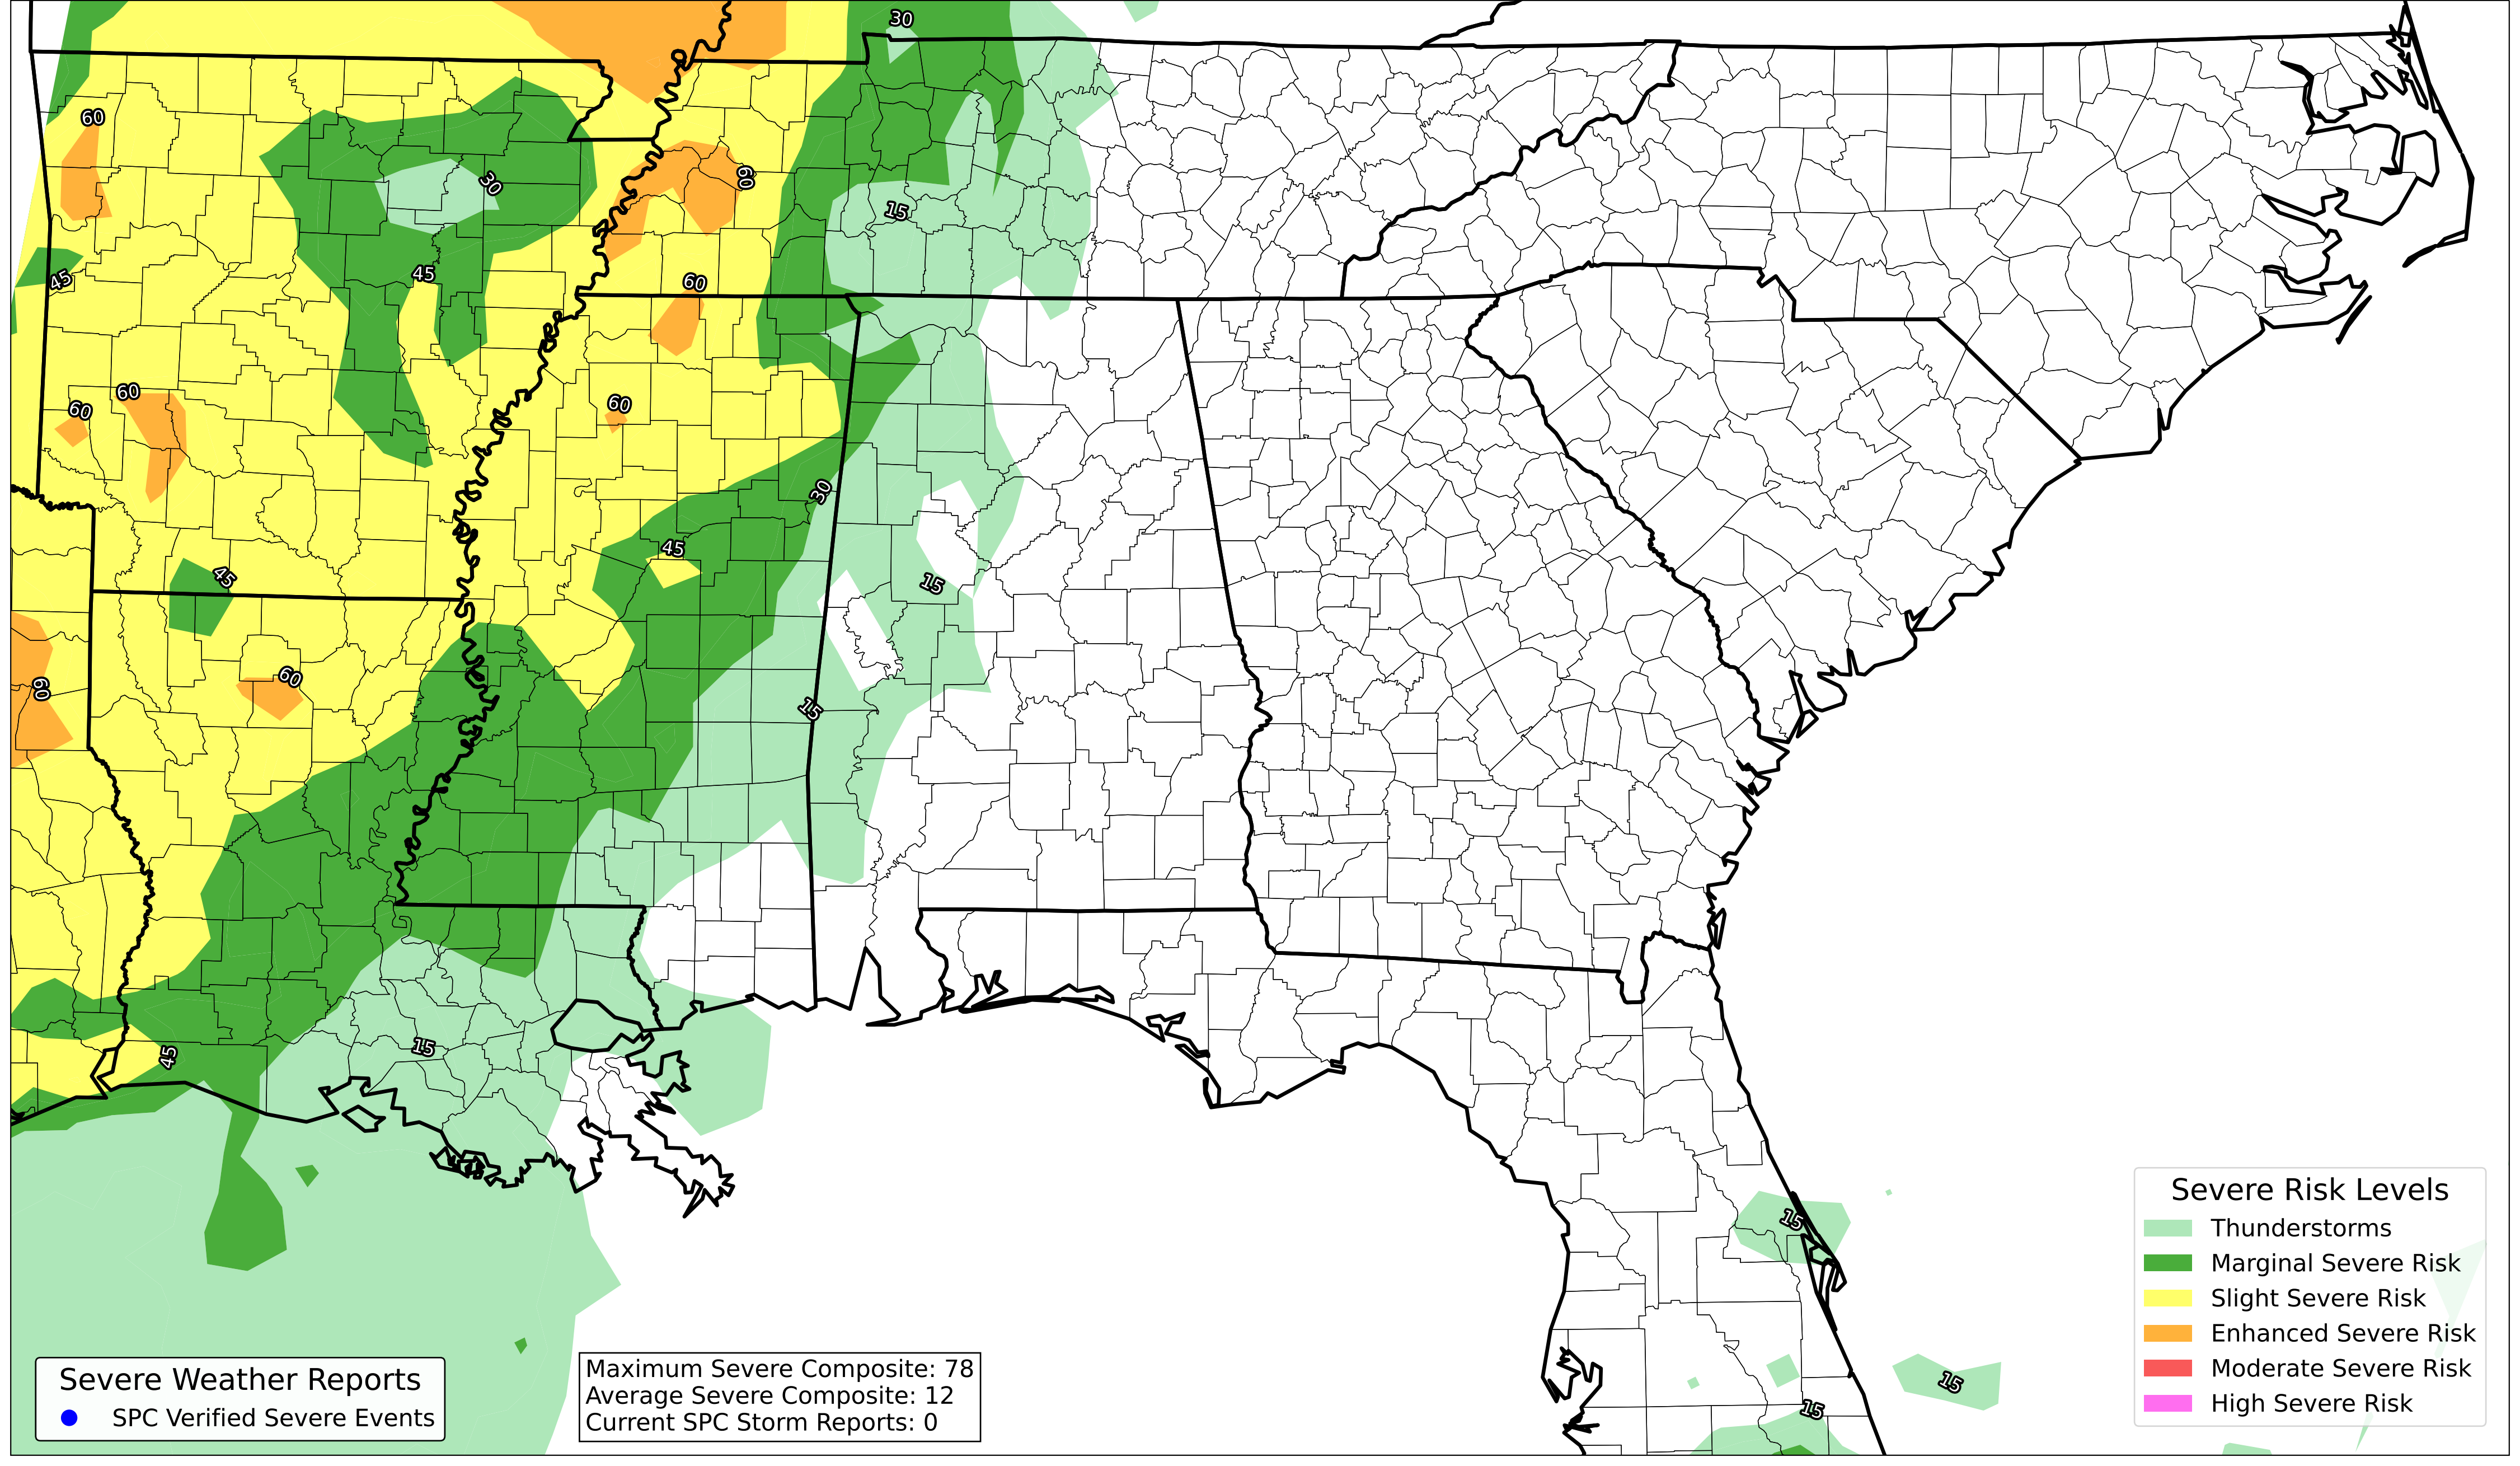 30
60
30
60
15
45
45
60
60
60
60
30
45
45
15
60
60
15
15
45
15
15
15
Severe Risk Levels
Thunderstorms
Marginal Severe Risk
Slight Severe Risk
Enhanced Severe Risk
Moderate Severe Risk
High Severe Risk
Severe Weather Reports
SPC Verified Severe Events
Maximum Severe Composite: 78
Average Severe Composite: 12
Current SPC Storm Reports: 0
15